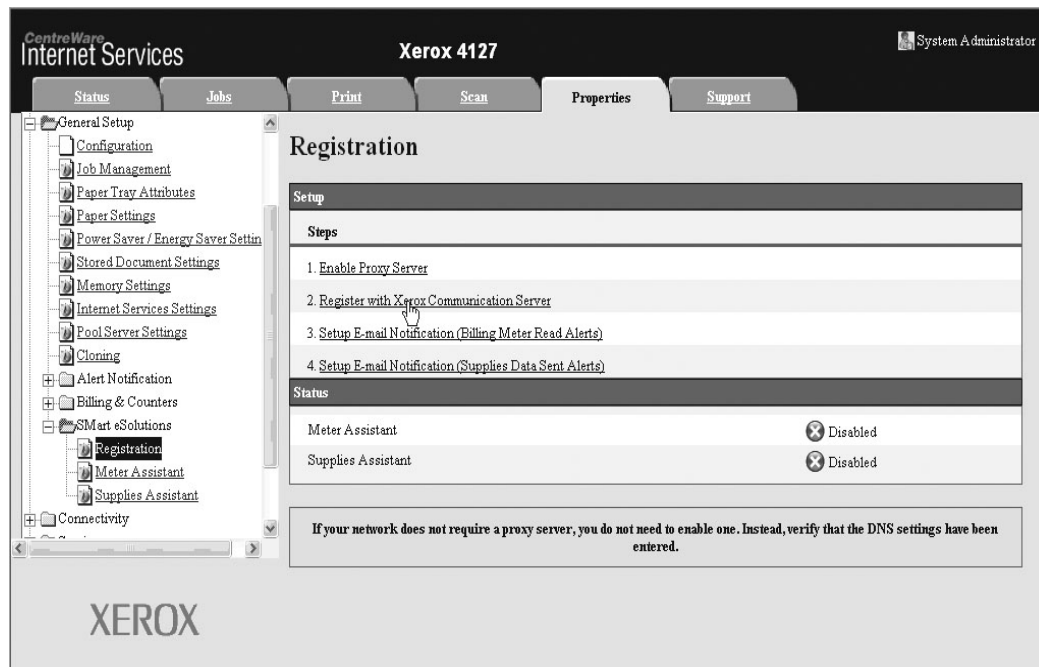 CentreWare
Internet Services
Xerox 4127
System Administrator
Status
Jobs
Print
Scan
Properties
Support
General Setup
Configuration
Job Management
Paper Tray Attributes
Paper Settings
Power Saver / Energy Saver Settin
Stored Document Settings
Memory Settings
Internet Services Settings
Pool Server Settings
Cloning
Alert Notification
Billing & Counters
SMart eSolutions
Registration
Meter Assistant
Supplies Assistant
Connectivity
Registration
Setup
Steps
1. Enable Proxy Server
2. Register with Xerox Communication Server
3. Setup E-mail Notification (Billing Meter Read Alerts)
4. Setup E-mail Notification (Supplies Data Sent Alerts)
Status
Meter Assistant
Disabled
Supplies Assistant
Disabled
If your network does not require a proxy server, you do not need to enable one. Instead, verify that the DNS settings have been
entered.
XEROX